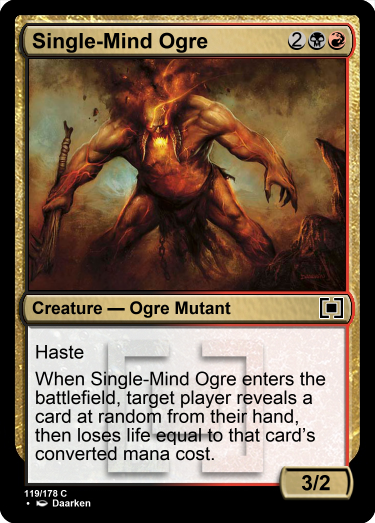 Single-Mind Ogre 2
Creature — Ogre Mutant
Haste
When Single-Mind Ogre enters the
battlefield, target player reveals a
card at random from their hand,
then loses life equal to that card's
converted mana cost.
3/2
119/178 C
• Daarken